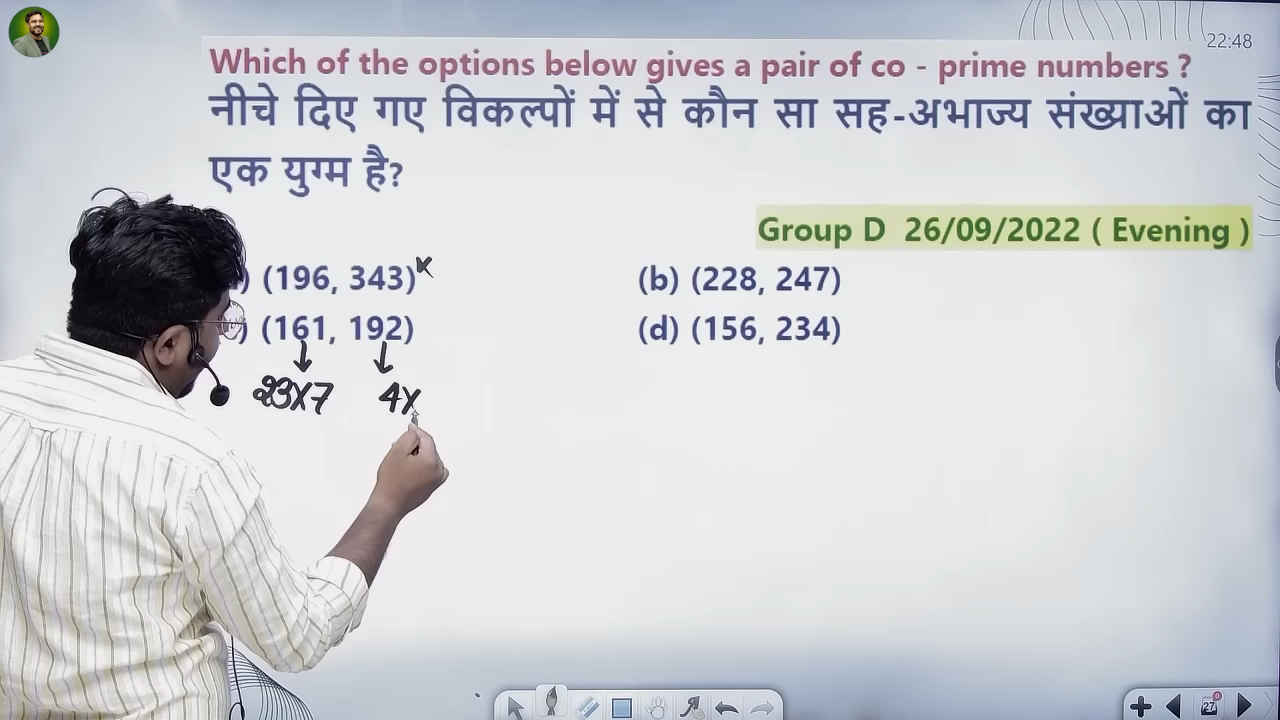 22:48
Which of the options below gives a pair of co - prime numbers ?
नीचे दिए गए विकल्पों में से कौन सा सह-अभाज्य संख्याओं का
एक युग्म है?
Group D 26/09/2022 ( Evening )
) (196, 343) x (b) (228, 247)
) (161, 192) (d) (156, 234)
23x7 4x
27